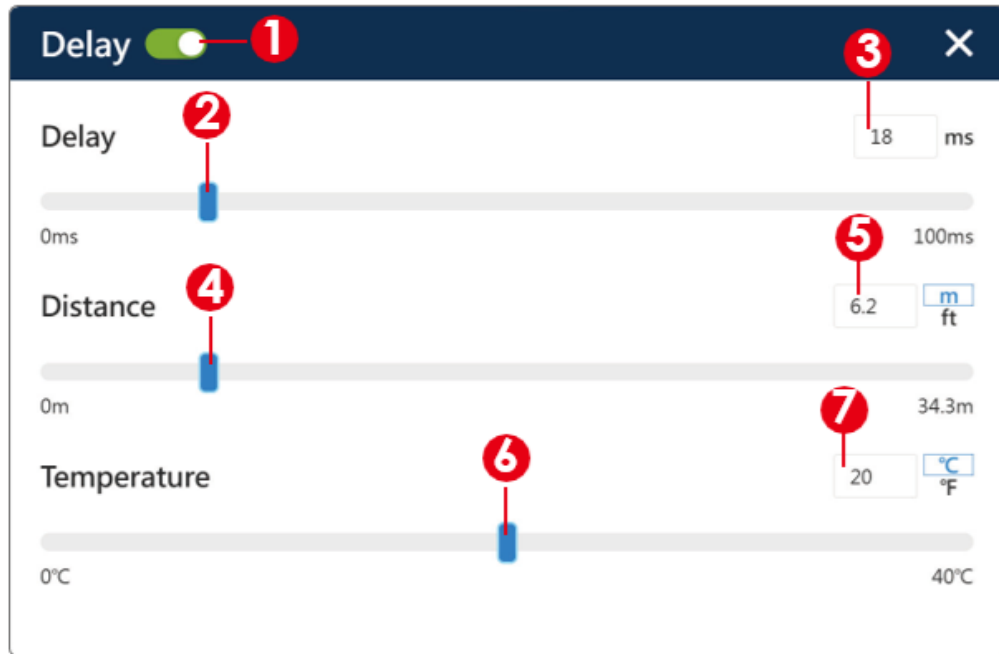 Delay 1 ×
2 3
Delay 18 ms
0ms 5 100ms
4
Distance 6.2 m
ft
0m 7 34.3m
6
Temperature 20 °C
°F
0°C 40°C